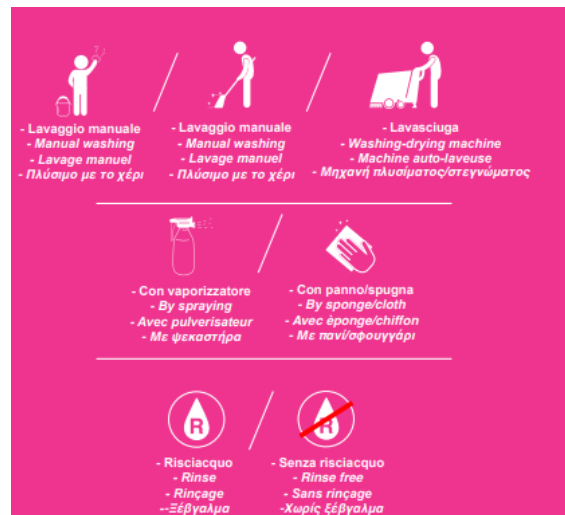 - Lavaggio manuale
- Manual washing
- Lavage manuel
- Πλύσιμο με το χέρι
- Lavaggio manuale
- Manual washing
- Lavage manuel
- Πλύσιμο με το χέρι
- Lavasciuga
- Washing-drying machine
- Machine auto-laveuse
- Μηχανή πλυσίματος/στεγνώματος
- Con vaporizzatore
- By spraying
- Avec pulverisateur
- Με ψεκαστήρα
- Con panno/spugna
- By sponge/cloth
- Avec èponge/chiffon
- Με πανί/σφουγγάρι
R
- Risciacquo
- Rinse
- Rinçage
--Ξέβγαλμα
R
- Senza risciacquo
- Rinse free
- Sans rinçage
-Χωρίς ξέβγαλμα